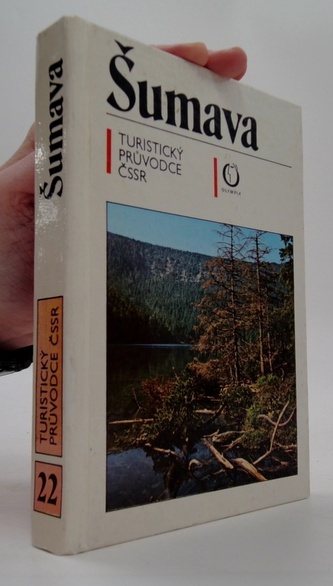 Šumava
TURISTICKÝ
PRŮVODCE
ČSSR
OLYMPIA
Šumava
TURISTICKÝ
PRŮVODCE ČSSR
22